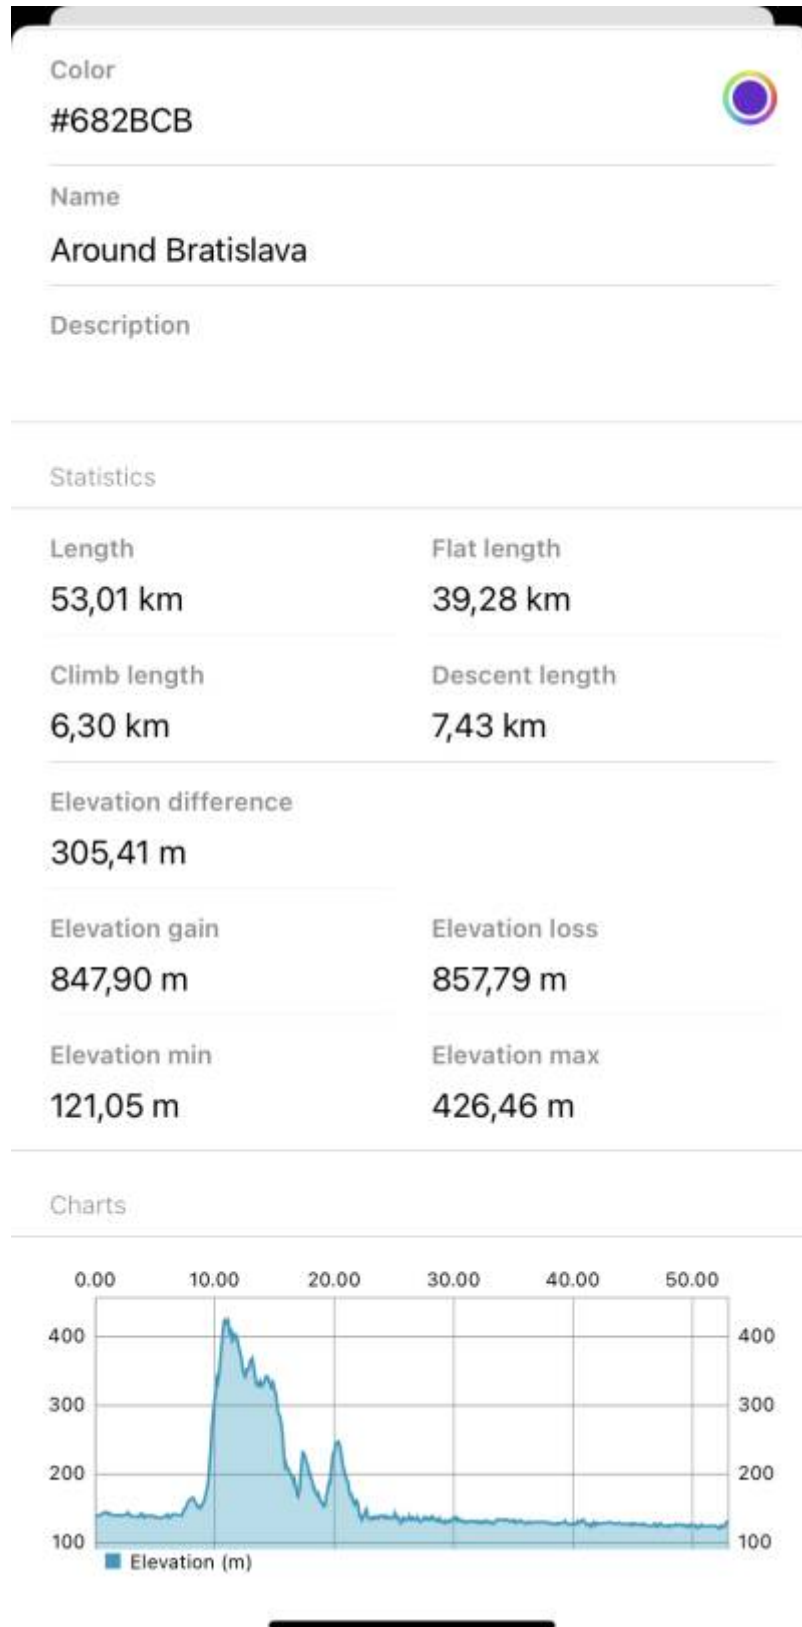 Color
#682BCB
Name
Around Bratislava
Description
Statistics
Length Flat length
53,01 km 39,28 km
Climb length Descent length
6,30 km 7,43 km
Elevation difference
305,41 m
Elevation gain Elevation loss
847,90 m 857,79 m
Elevation min Elevation max
121,05 m 426,46 m
Charts
0.00 10.00 20.00 30.00 40.00 50.00
400 400
300 300
200 200
100 100
Elevation (m)